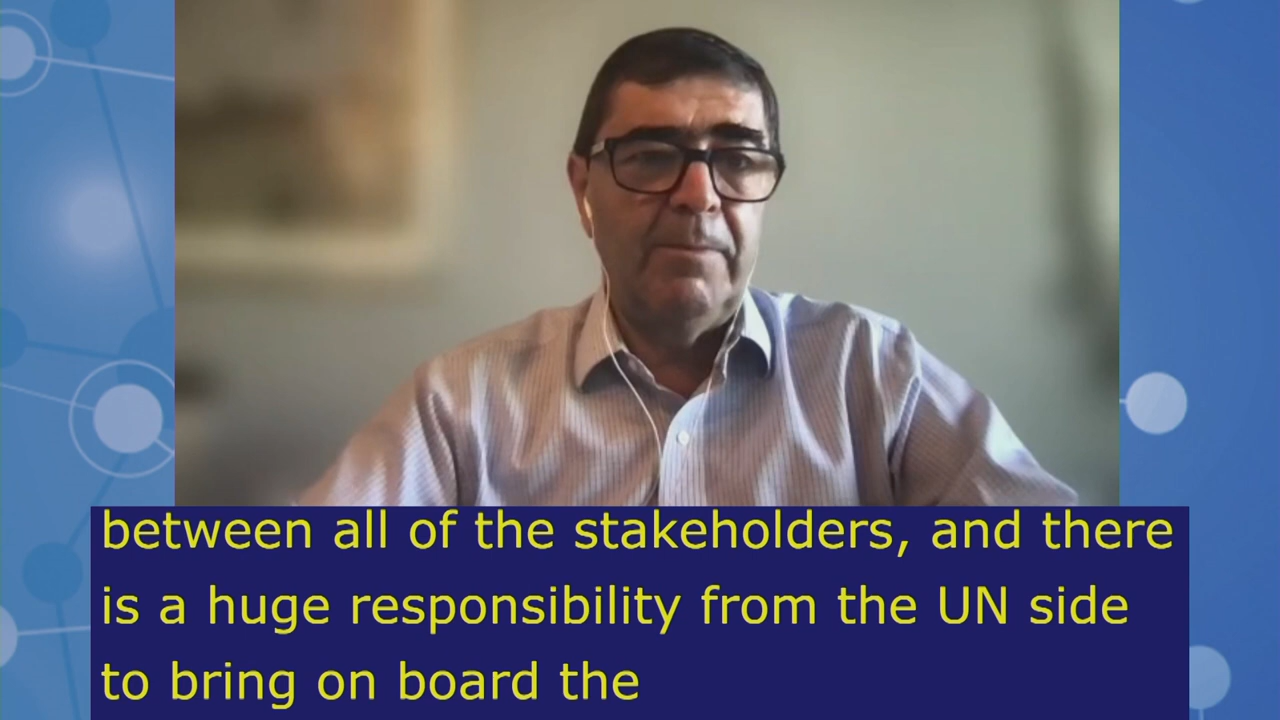 between all of the stakeholders, and there
is a huge responsibility from the UN side
to bring on board the